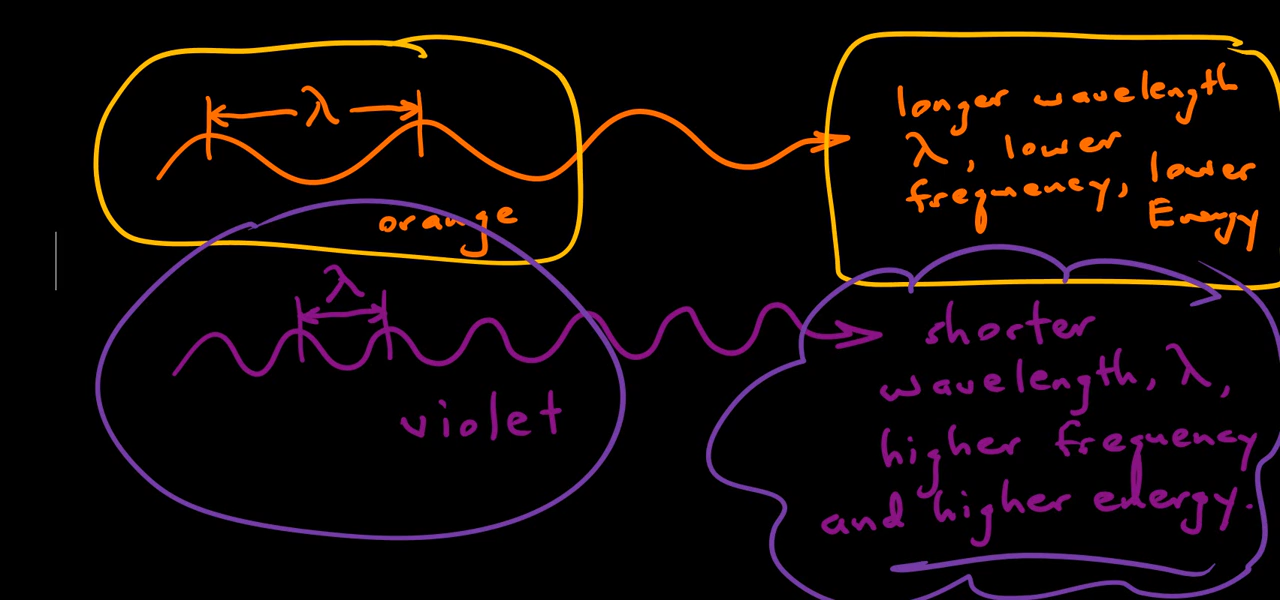 λ
orange
longer wavelength
λ, lower
frequency, lower
Energy
λ
violet
shorter
wavelength, λ,
higher frequency
and higher energy.